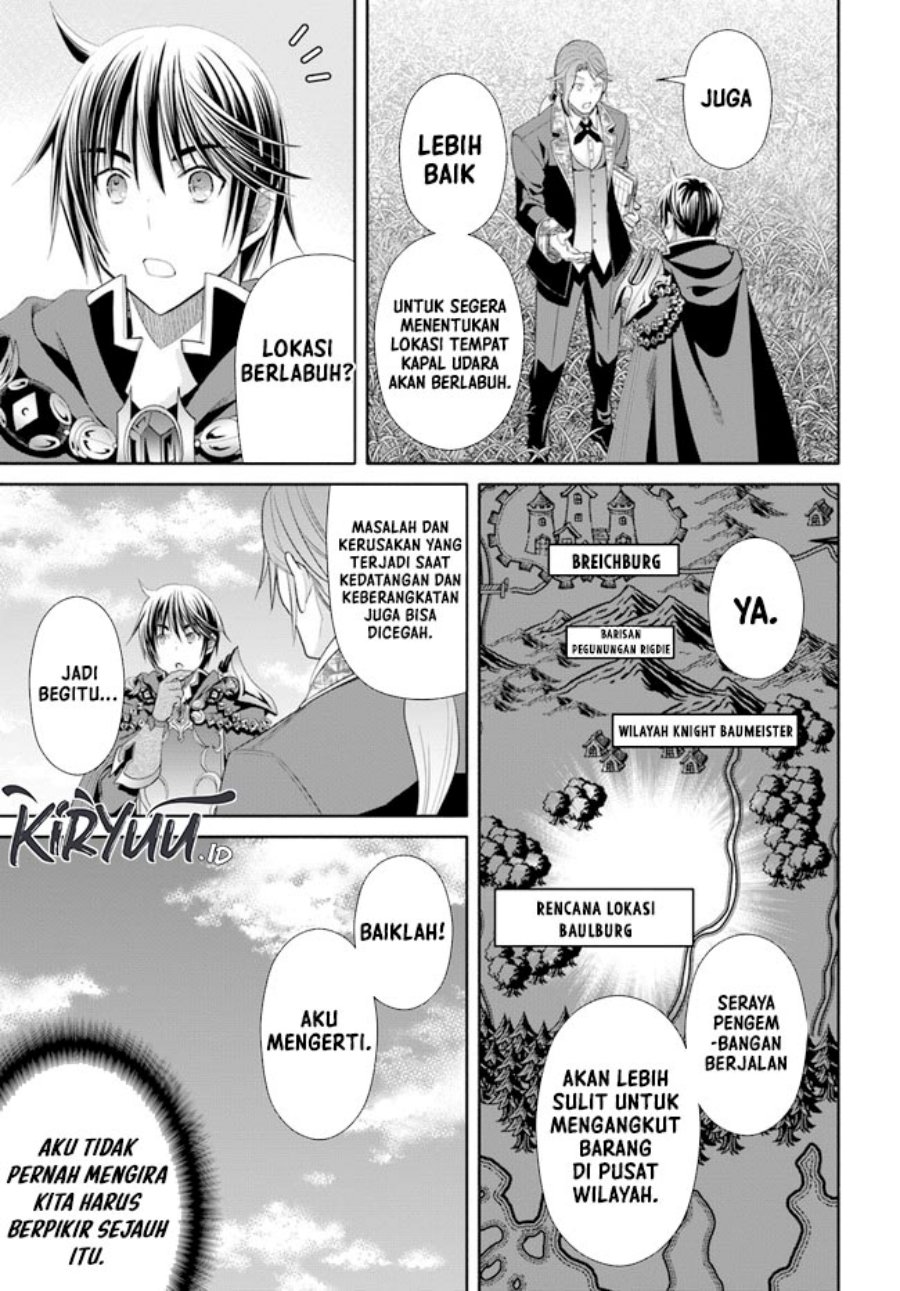 JUGA
LEBIH
BAIK
UNTUK SEGERA
MENENTUKAN
LOKASI TEMPAT
KAPAL UDARA
AKAN BERLABUH.
LOKASI
BERLABUH?
YA.
BREICHBURG
BARISAN
PEGUNUNGAN RIGDIE
WILAYAH KNIGHT BAUMEISTER
RENCANA LOKASI
BAULBURG
SERAYA
PENGEM
-BANGAN
BERJALAN
AKAN LEBIH
SULIT UNTUK
MENGANGKUT
BARANG
DI PUSAT
WILAYAH.
MASALAH DAN
KERUSAKAN YANG
TERJADI SAAT
KEDATANGAN DAN
KEBERANGKATAN
JUGA BISA
DICEGAH.
JADI
BEGITU...
KIRYUU.ID
BAIKLAH!
AKU
MENGERTI.
AKU TIDAK
PERNAH MENGIRA
KITA HARUS
BERPIKIR SEJAUH
ITU.